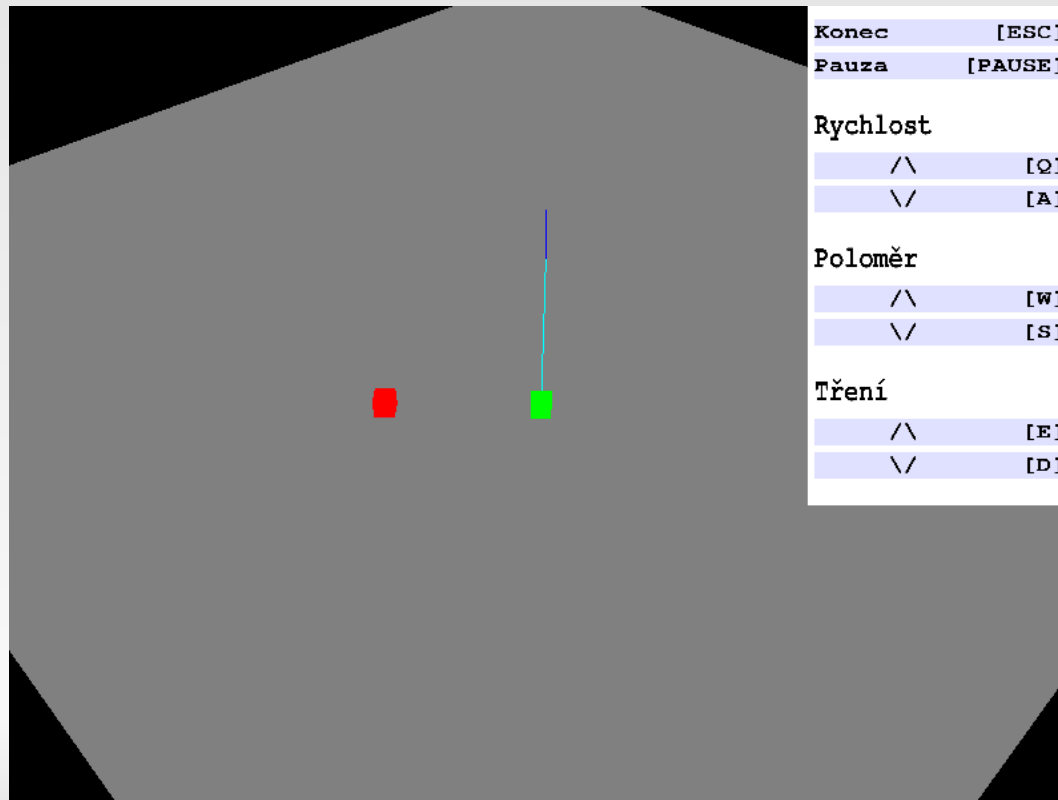 Konec [ESC]
Pauza [PAUSE]
Rychlost
/\ [Q]
\/ [A]
Poloměr
/\ [W]
\/ [S]
Tření
/\ [E]
\/ [D]